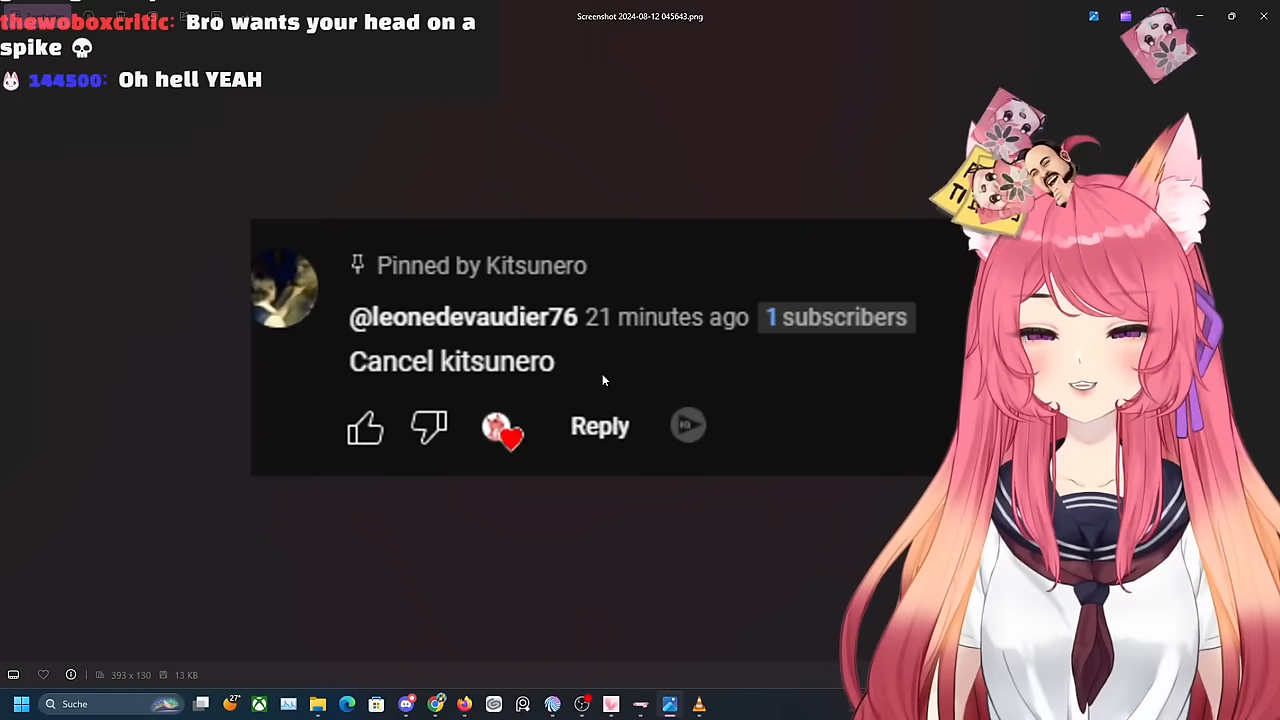 Screenshot 2024-08-12 045643.png
thewoboxcritic: Bro wants your head on a
spike 💀
144500: Oh hell YEAH
Pinned by Kitsunero
@leonedevaudier76 21 minutes ago 1 subscribers
Cancel kitsunero
Reply
393 x 130 13 KB
Suche
27°